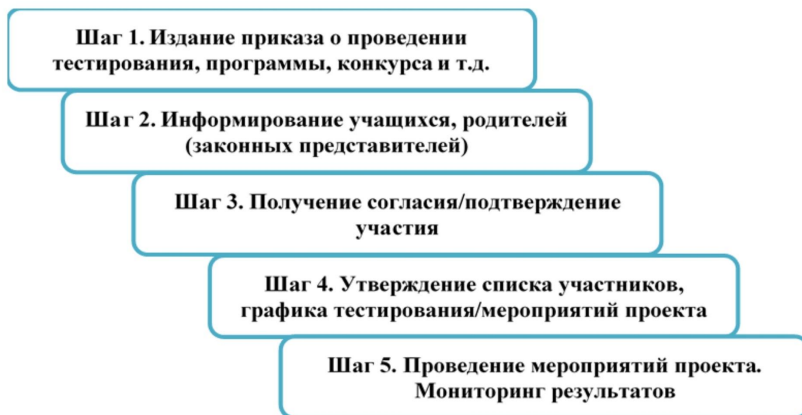 Шаг 1. Издание приказа о проведении
тестирования, программы, конкурса и т.д.
Шаг 2. Информирование учащихся, родителей
(законных представителей)
Шаг 3. Получение согласия/подтверждение
участия
Шаг 4. Утверждение списка участников,
графика тестирования/мероприятий проекта
Шаг 5. Проведение мероприятий проекта.
Мониторинг результатов